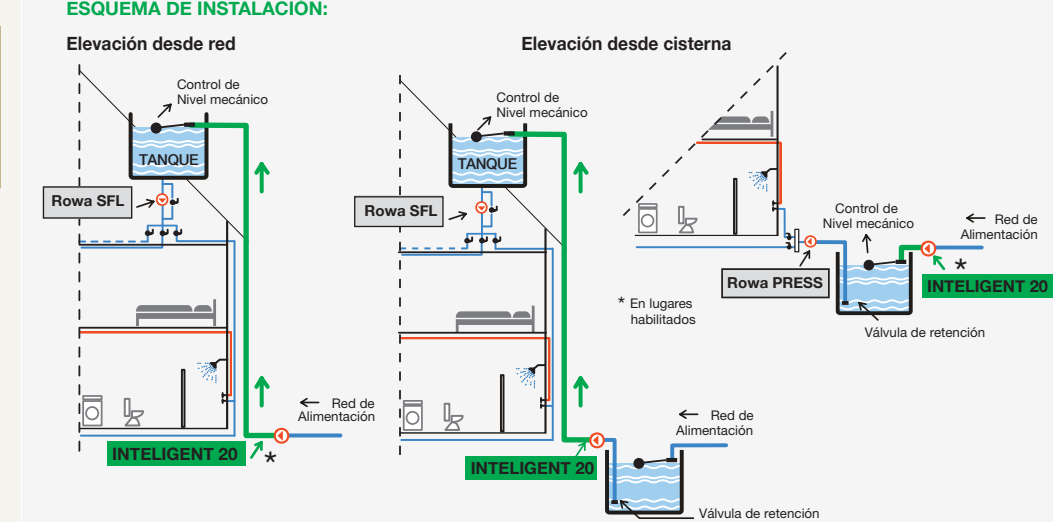 ESQUEMA DE INSTALACIÓN:
Elevación desde red
Control de
Nivel mecánico
TANQUE
Rowa SFL
← Red de
Alimentación
INTELIGENT 20
*
Elevación desde cisterna
Control de
Nivel mecánico
TANQUE
Rowa SFL
← Red de
Alimentación
INTELIGENT 20
Válvula de retención
Control de
Nivel mecánico
← Red de
Alimentación
*
Rowa PRESS
INTELIGENT 20
Válvula de retención
* En lugares
habilitados